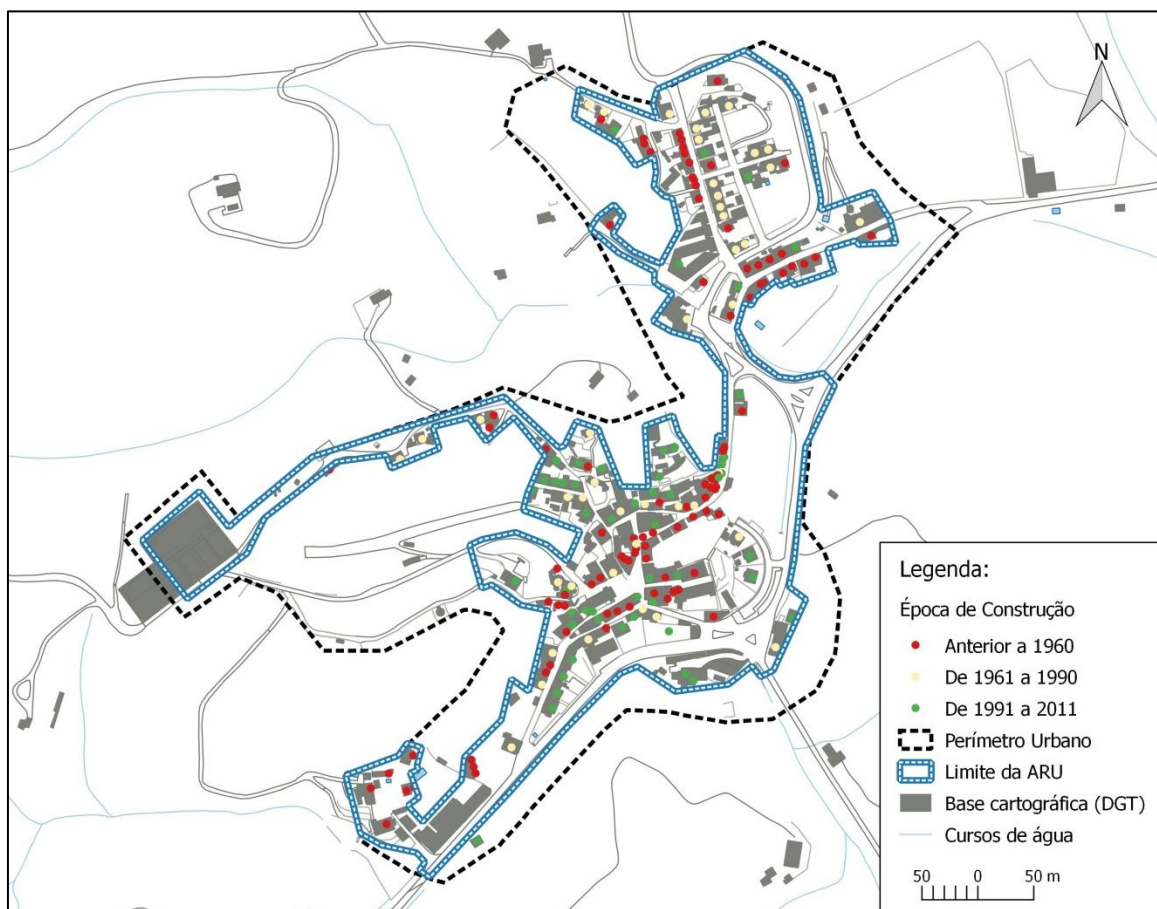 N
Legenda:
Época de Construção
Anterior a 1960
De 1961 a 1990
De 1991 a 2011
Perímetro Urbano
Limite da ARU
Base cartográfica (DGT)
Cursos de água
50 0 50 m